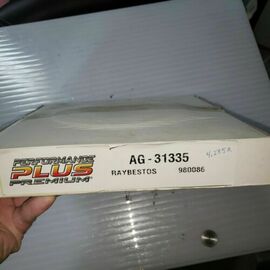 PERFORMANCE
PLUS
PREMIUM
AG-31335
RAYBESTOS 980086